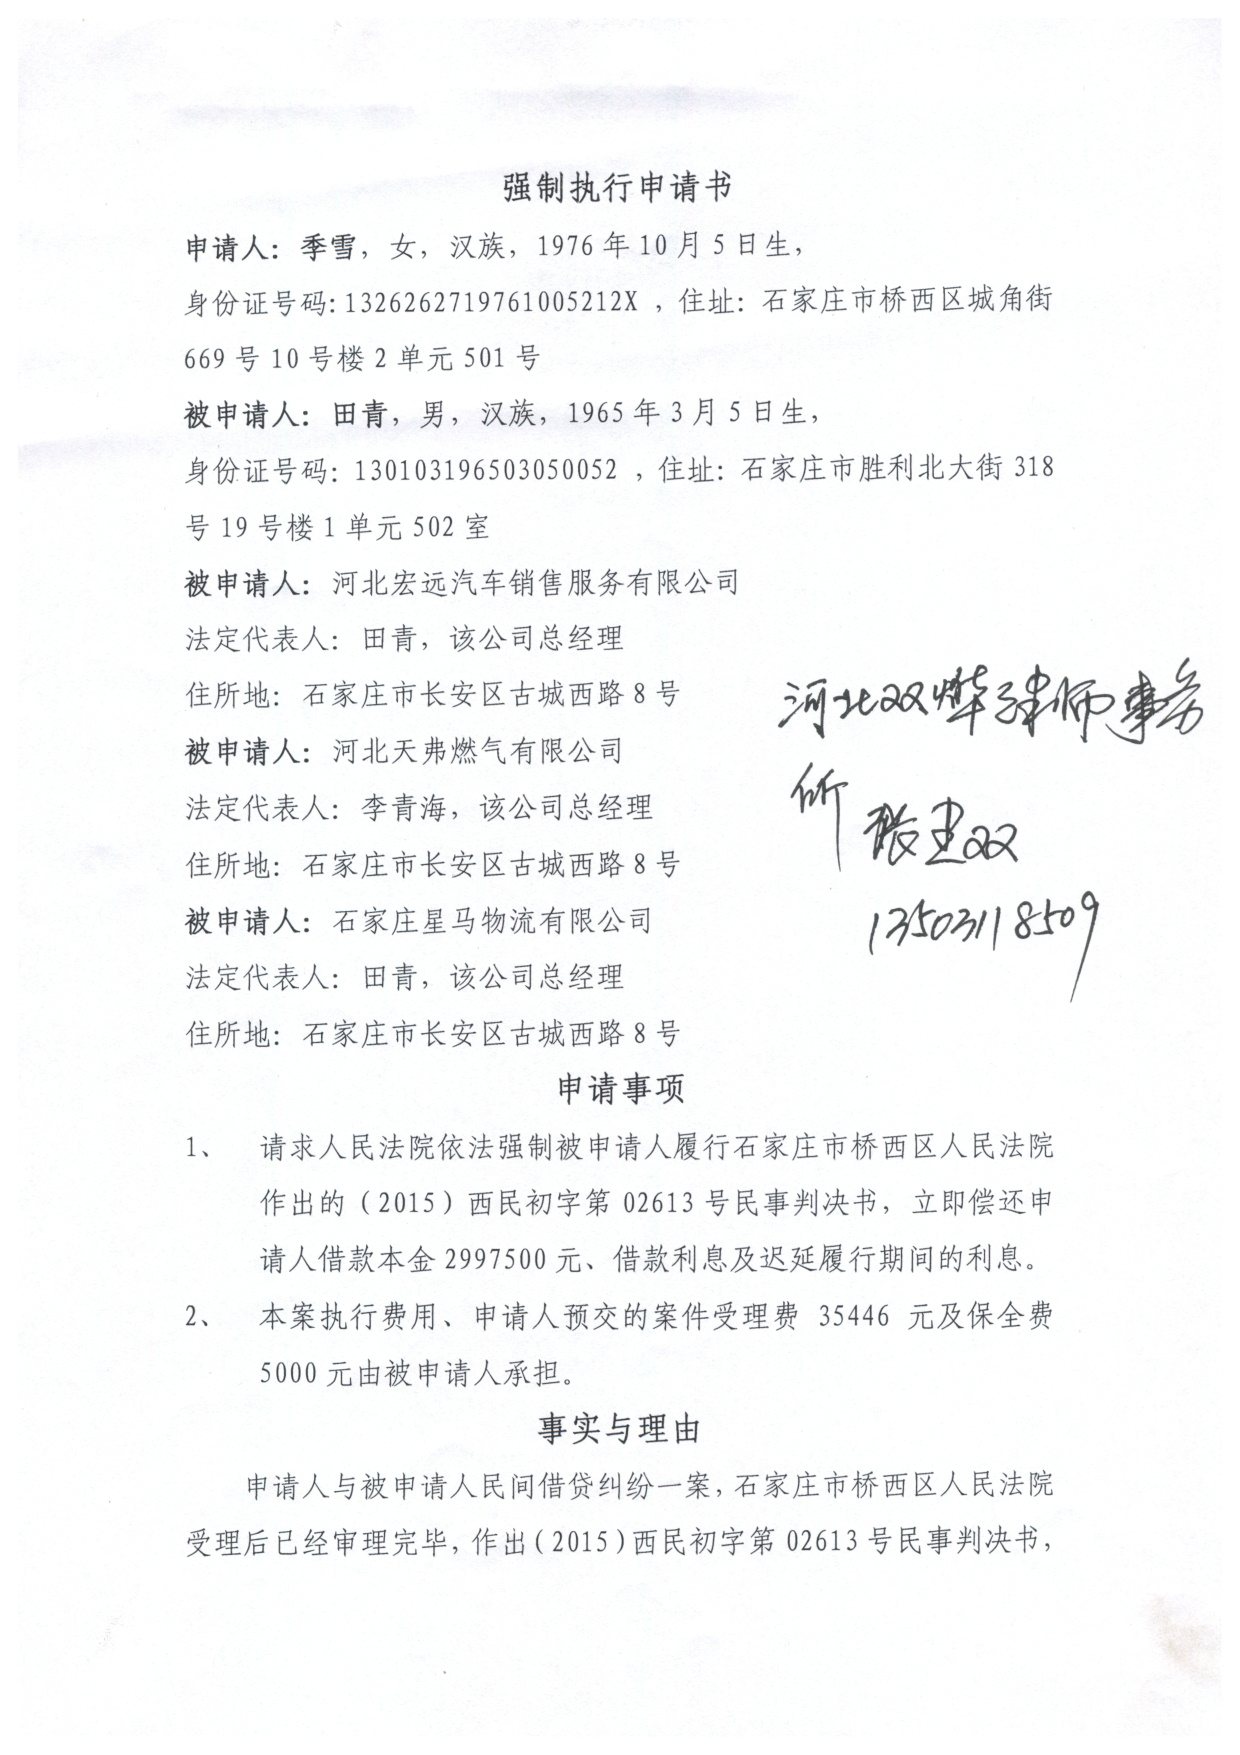 强制执行申请书
申请人：季雪，女，汉族，1976年10月5日生，
身份证号码：1326262719761005212X，住址：石家庄市桥西区城角街
669号10号楼2单元501号
被申请人：田青，男，汉族，1965年3月5日生，
身份证号码：130103196503050052，住址：石家庄市胜利北大街318
号19号楼1单元502室
被申请人：河北宏远汽车销售服务有限公司
法定代表人：田青，该公司总经理
住所地：石家庄市长安区古城西路8号
被申请人：河北天弗燃气有限公司
法定代表人：李青海，该公司总经理
住所地：石家庄市长安区古城西路8号
被申请人：石家庄星马物流有限公司
法定代表人：田青，该公司总经理
住所地：石家庄市长安区古城西路8号
河北双燁律师事务
所
张建双
13503118509
申请事项
1、 请求人民法院依法强制被申请人履行石家庄市桥西区人民法院
作出的（2015）西民初字第02613号民事判决书，立即偿还申
请人借款本金2997500元、借款利息及迟延履行期间的利息。
2、 本案执行费用、申请人预交的案件受理费 35446 元及保全费
5000元由被申请人承担。
事实与理由
申请人与被申请人民间借贷纠纷一案，石家庄市桥西区人民法院
受理后已经审理完毕，作出（2015）西民初字第02613号民事判决书，